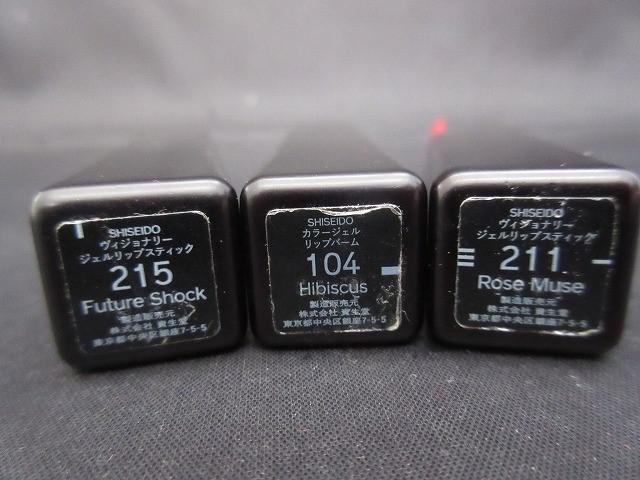 SHISEIDO
ヴィジョナリー
ジェルリップスティック
215
Future Shock
製造販売元
株式会社 資生堂
東京都中央区銀座7-5-5
SHISEIDO
カラージェル
リップバーム
104
Hibiscus
製造販売元
株式会社 資生堂
東京都中央区銀座7-5-5
SHISEIDO
ヴィジョナリー
ジェルリップスティック
211
Rose Muse
製造販売元
株式会社 資生堂
東京都中央区銀座7-5-5